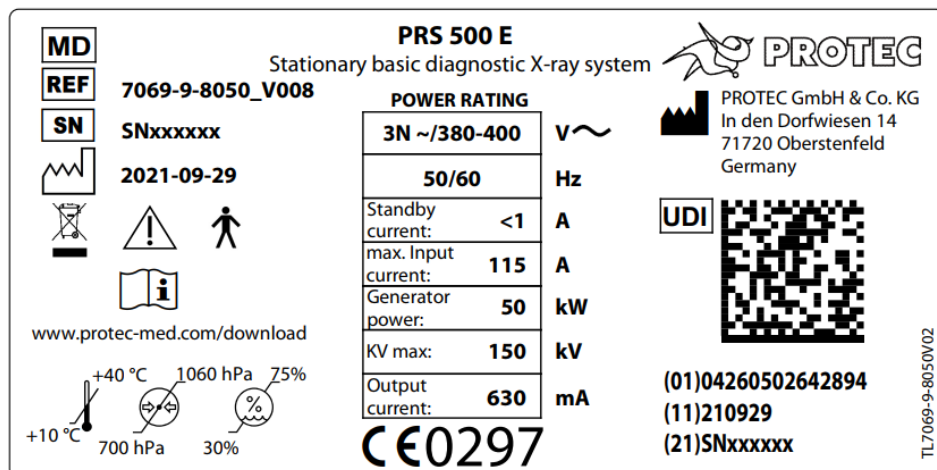 MD
REF 7069-9-8050_V008
SN SNxxxxxx
2021-09-29
i
www.protec-med.com/download
+40 °C
+10 °C
1060 hPa
700 hPa
75%
%
30%
PRS 500 E
Stationary basic diagnostic X-ray system
POWER RATING
3N ~/380-400 V
50/60 Hz
Standby
current: <1 A
max. Input
current: 115 A
Generator
power: 50 kW
KV max: 150 kV
Output
current: 630 mA
CE0297
PROTEC
PROTEC GmbH & Co. KG
In den Dorfwiesen 14
71720 Oberstenfeld
Germany
UDI
(01)04260502642894
(11)210929
(21)SNxxxxxx
TL7069-9-8050V02